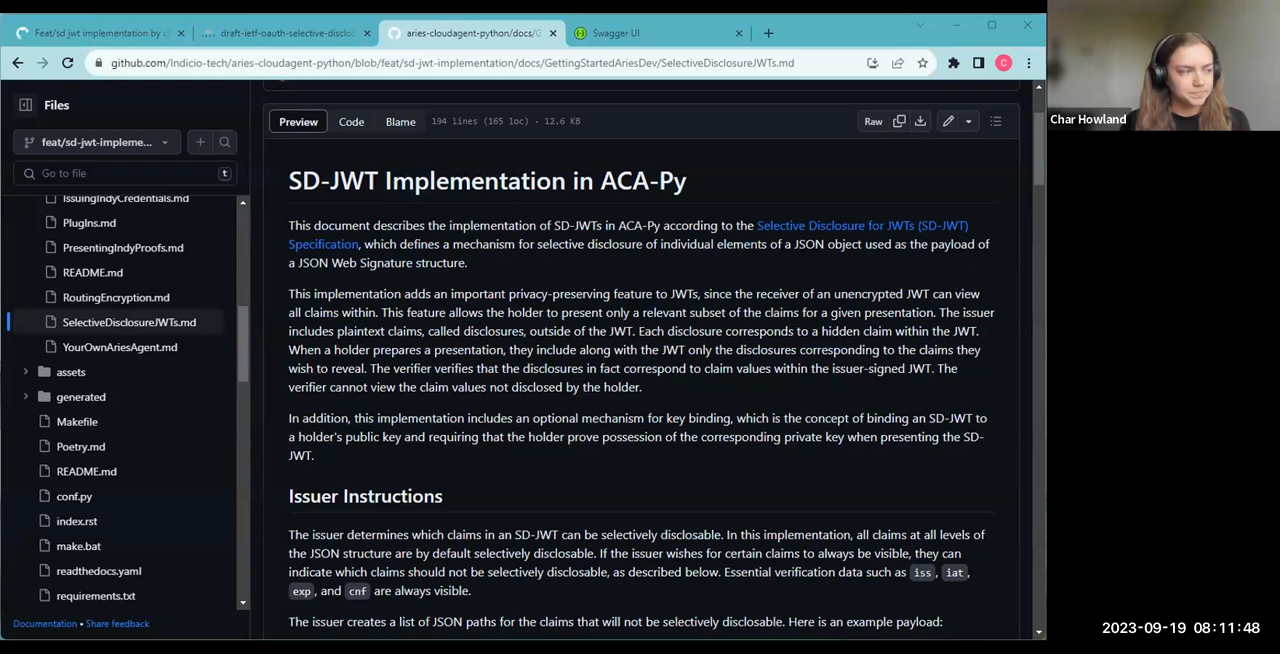 Feat/sd jwt implementation by c
draft-ietf-oauth-selective-disclo
aries-cloudagent-python/docs/G
Swagger UI
github.com/Indicio-tech/aries-cloudagent-python/blob/feat/sd-jwt-implementation/docs/GettingStartedAriesDev/SelectiveDisclosureJWTs.md
C
Files
feat/sd-jwt-impleme...
Go to file
t
IssuingIndyCredentials.md
PlugIns.md
PresentingIndyProofs.md
README.md
RoutingEncryption.md
SelectiveDisclosureJWTs.md
YourOwnAriesAgent.md
assets
generated
Makefile
Poetry.md
README.md
conf.py
index.rst
make.bat
readthedocs.yaml
requirements.txt
Documentation • Share feedback
Preview
Code
Blame
194 lines (165 loc) · 12.6 KB
Raw
SD-JWT Implementation in ACA-Py
This document describes the implementation of SD-JWTs in ACA-Py according to the Selective Disclosure for JWTs (SD-JWT)
Specification, which defines a mechanism for selective disclosure of individual elements of a JSON object used as the payload of
a JSON Web Signature structure.
This implementation adds an important privacy-preserving feature to JWTs, since the receiver of an unencrypted JWT can view
all claims within. This feature allows the holder to present only a relevant subset of the claims for a given presentation. The issuer
includes plaintext claims, called disclosures, outside of the JWT. Each disclosure corresponds to a hidden claim within the JWT.
When a holder prepares a presentation, they include along with the JWT only the disclosures corresponding to the claims they
wish to reveal. The verifier verifies that the disclosures in fact correspond to claim values within the issuer-signed JWT. The
verifier cannot view the claim values not disclosed by the holder.
In addition, this implementation includes an optional mechanism for key binding, which is the concept of binding an SD-JWT to
a holder's public key and requiring that the holder prove possession of the corresponding private key when presenting the SD-
JWT.
Issuer Instructions
The issuer determines which claims in an SD-JWT can be selectively disclosable. In this implementation, all claims at all levels of
the JSON structure are by default selectively disclosable. If the issuer wishes for certain claims to always be visible, they can
indicate which claims should not be selectively disclosable, as described below. Essential verification data such as iss, iat,
exp, and cnf are always visible.
The issuer creates a list of JSON paths for the claims that will not be selectively disclosable. Here is an example payload:
Char Howland
2023-09-19 08:11:48